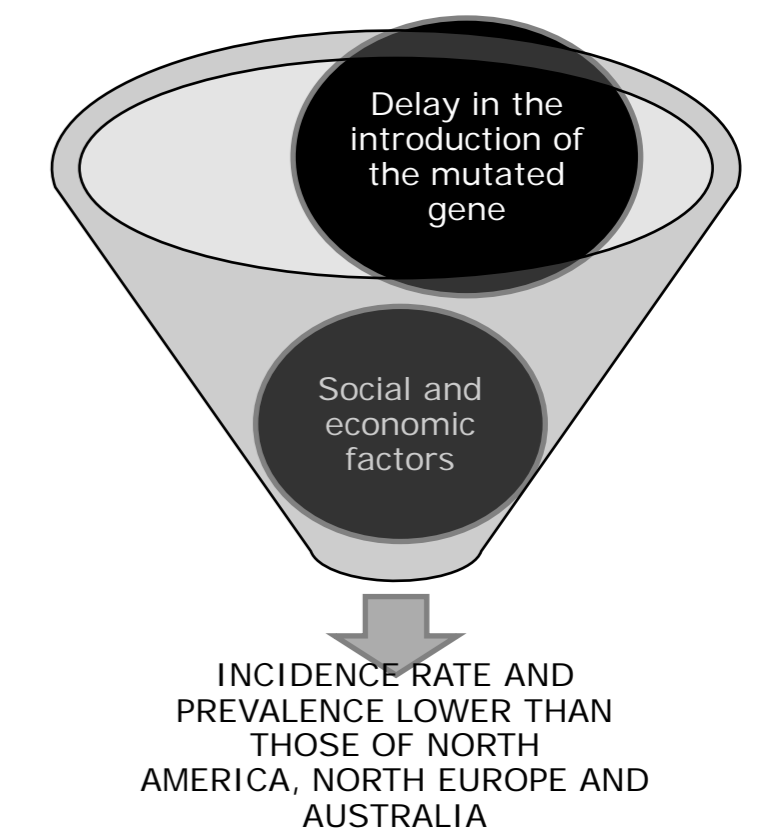 Delay in the
introduction of
the mutated
gene
Social and
economic
factors
INCIDENCE RATE AND
PREVALENCE LOWER THAN
THOSE OF NORTH
AMERICA, NORTH EUROPE AND
AUSTRALIA